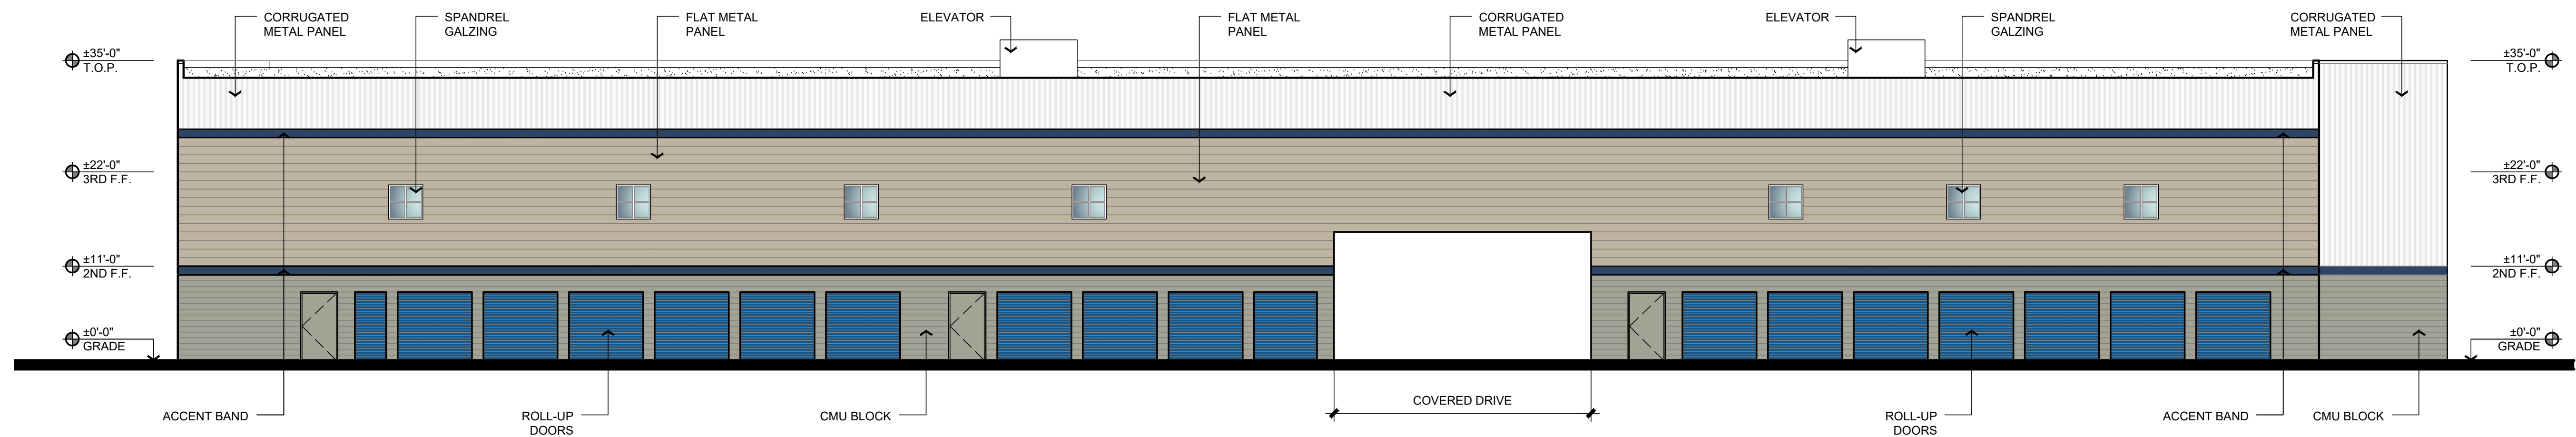 CORRUGATED
METAL PANEL
SPANDREL
GALZING
FLAT METAL
PANEL
ELEVATOR
FLAT METAL
PANEL
CORRUGATED
METAL PANEL
ELEVATOR
SPANDREL
GALZING
CORRUGATED
METAL PANEL
±35'-0"
T.O.P.
±35'-0"
T.O.P.
±22'-0"
3RD F.F.
±22'-0"
3RD F.F.
±11'-0"
2ND F.F.
±11'-0"
2ND F.F.
±0'-0"
GRADE
±0'-0"
GRADE
ACCENT BAND
ROLL-UP
DOORS
CMU BLOCK
COVERED DRIVE
ROLL-UP
DOORS
ACCENT BAND
CMU BLOCK